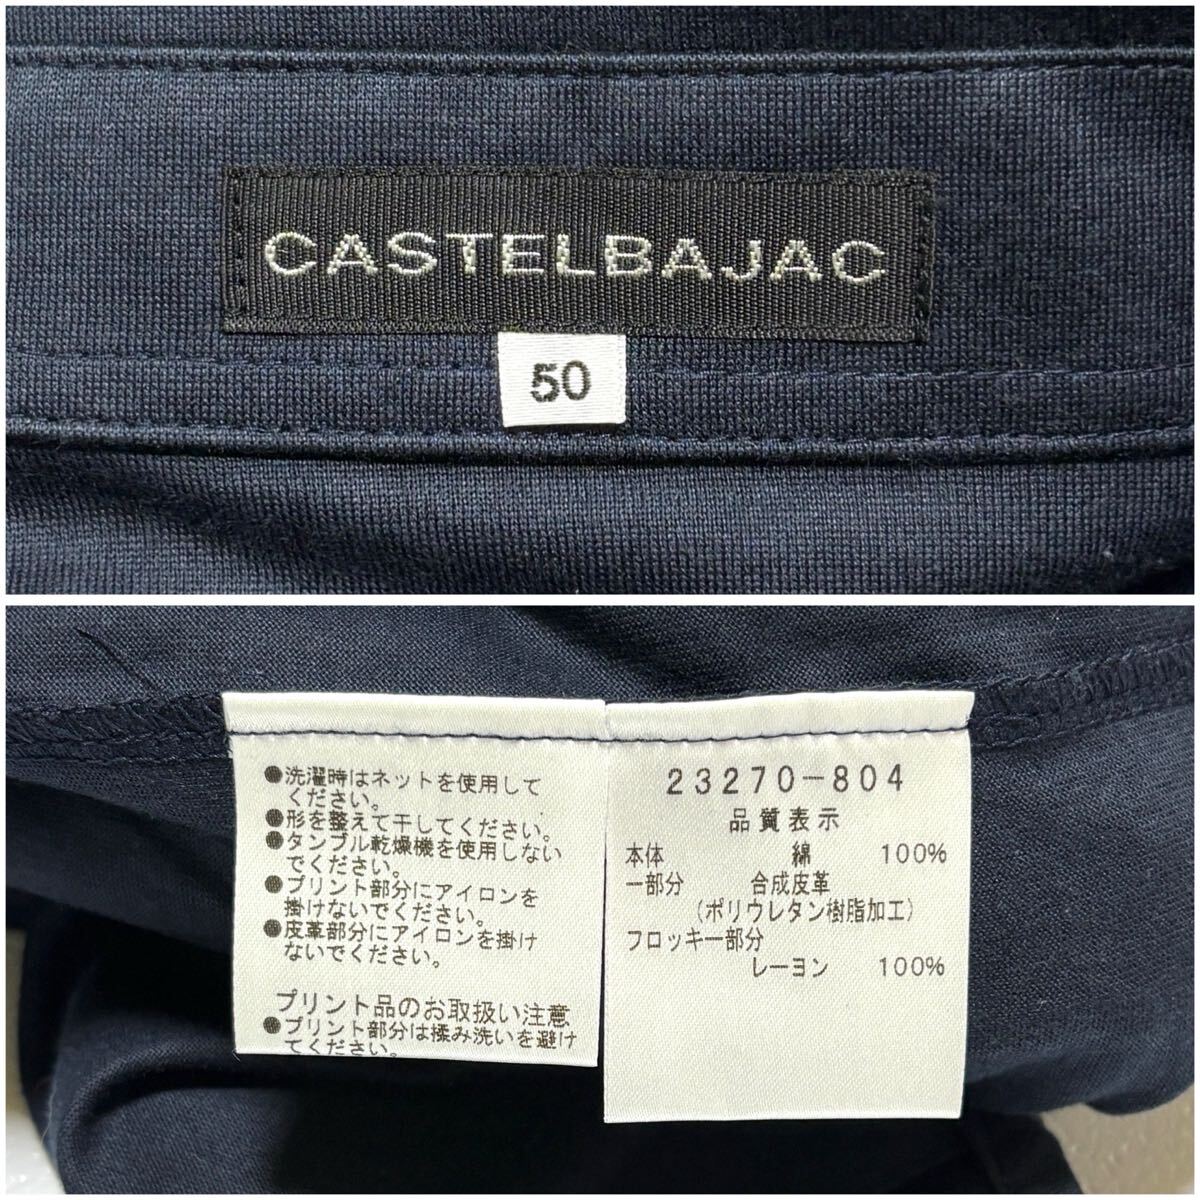 CASTELBAJAC
50
●洗濯時はネットを使用して
ください。
●形を整えて干してください。
●タンブル乾燥機を使用しない
でください。
●プリント部分にアイロンを
掛けないでください。
●皮革部分にアイロンを掛け
ないでください。
プリント品のお取扱い注意
●プリント部分は揉み洗いを避け
てください。
23270-804
品質表示
本体 綿 100%
一部分 合成皮革
(ポリウレタン樹脂加工)
フロッキー部分
レーヨン 100%